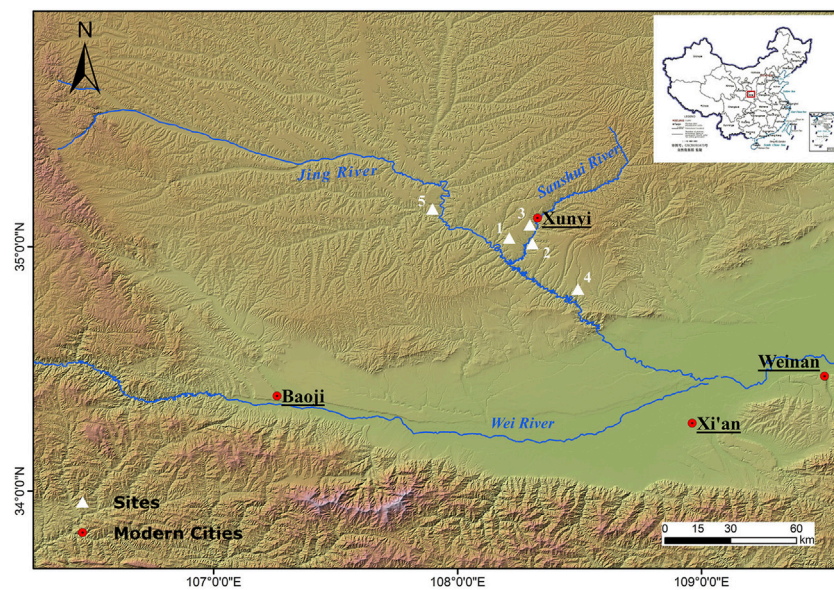 N
Jing River
Sanshui River
5
3
Xunyi
1
2
4
35°0'0"N
Weinan
Baoji
Wei River
Xi'an
34°0'0"N
Sites
Modern Cities
0 15 30 60
km
107°0'0"E
108°0'0"E
109°0'0"E